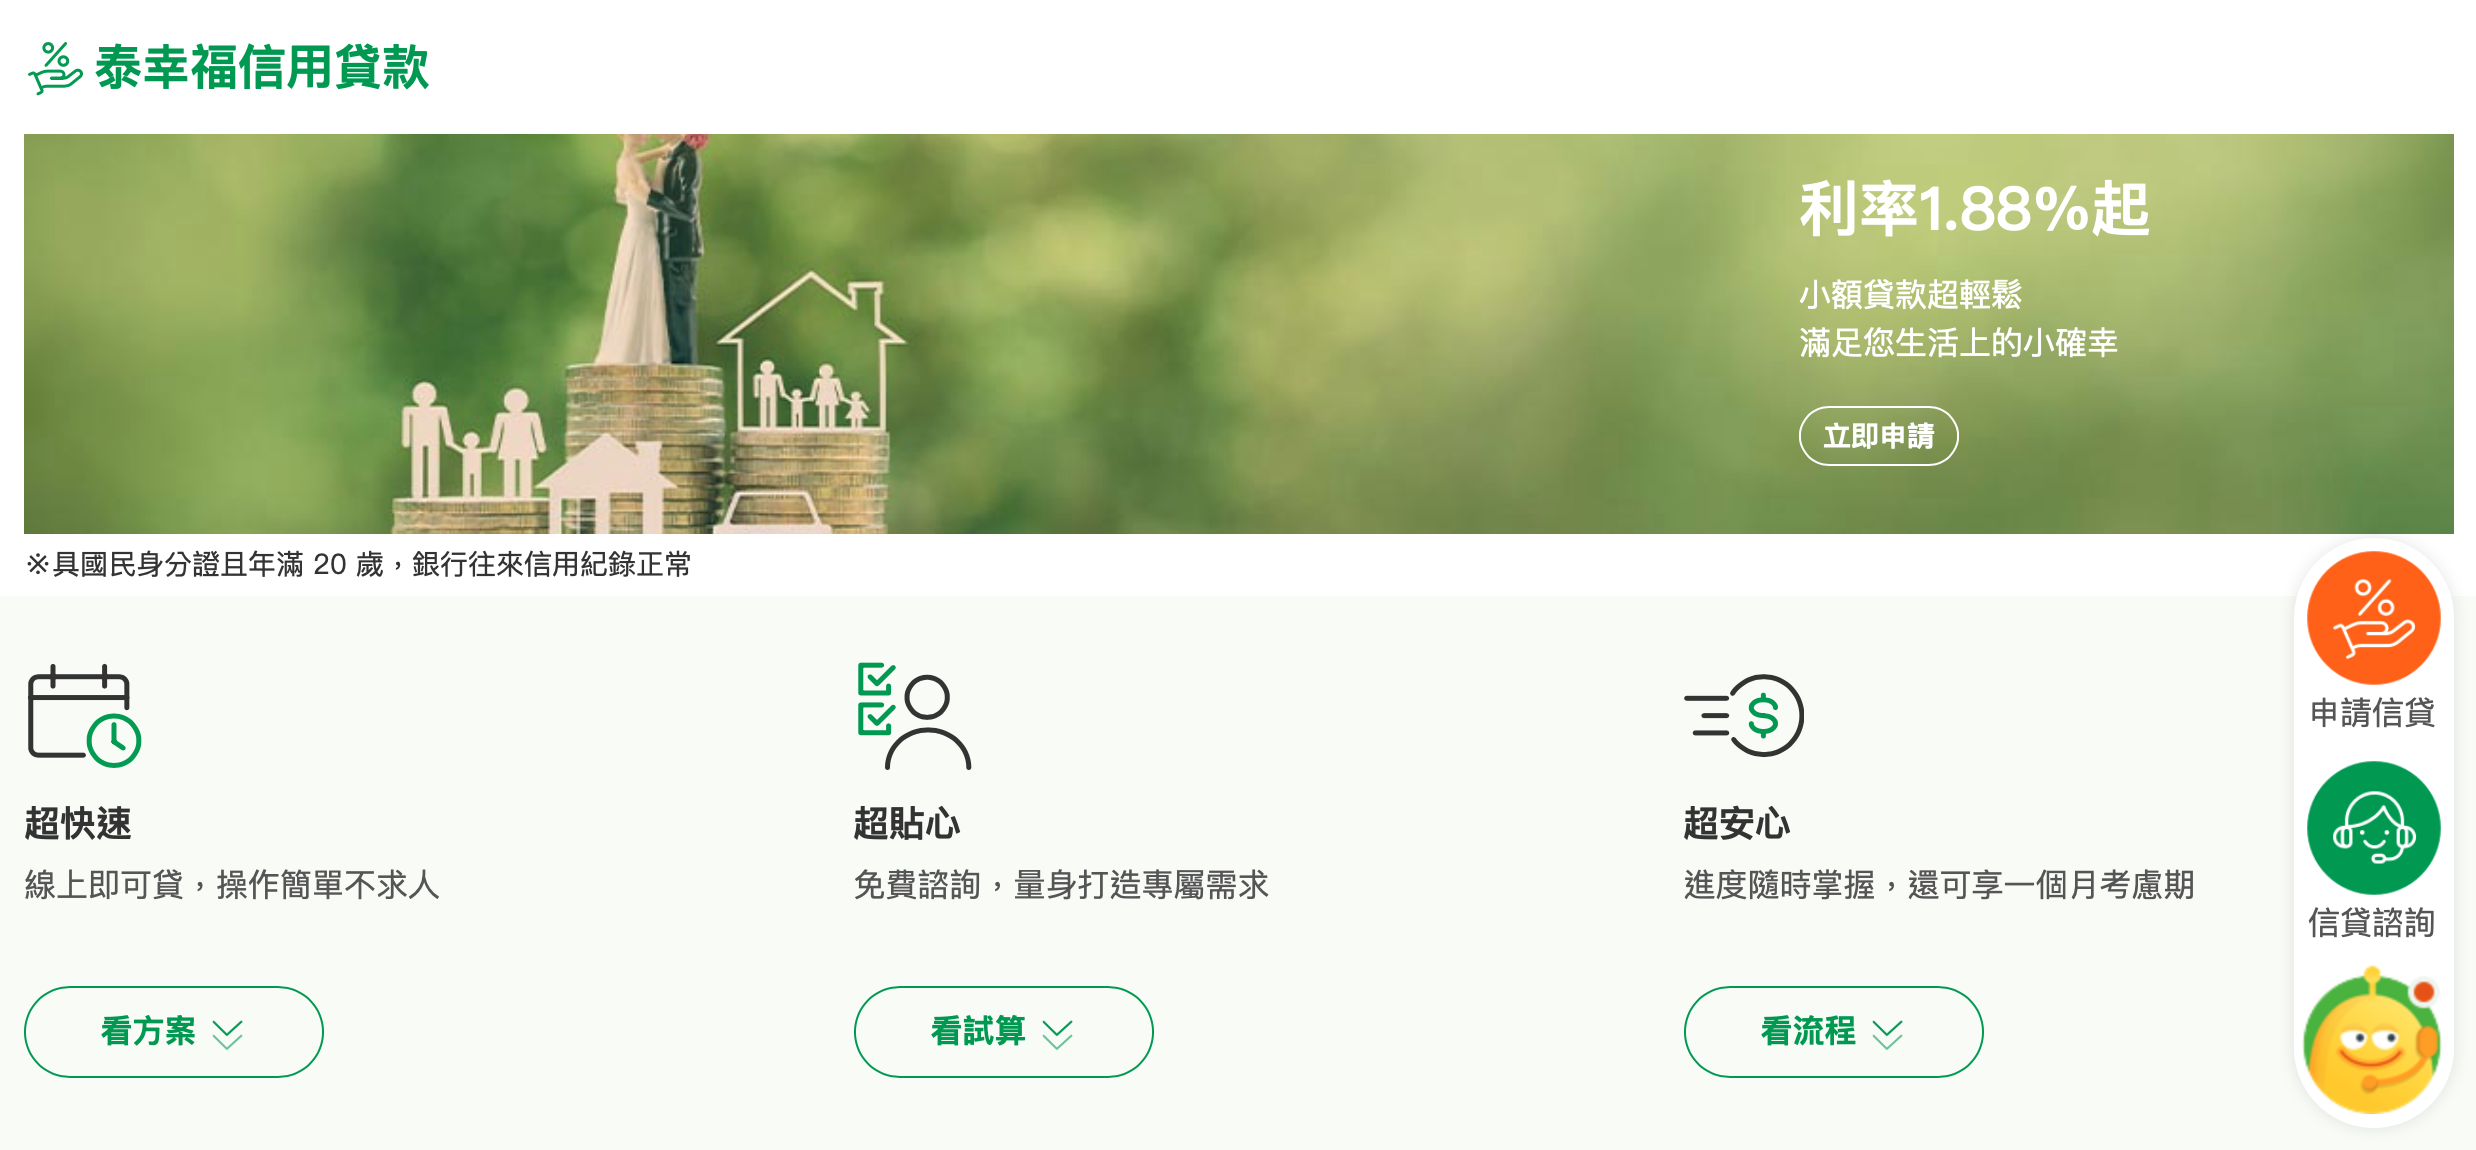 泰幸福信用貸款
利率1.88%起
小額貸款超輕鬆
滿足您生活上的小確幸
立即申請
※具國民身分證且年滿 20 歲，銀行往來信用紀錄正常
超快速
線上即可貸，操作簡單不求人
看方案
超貼心
免費諮詢，量身打造專屬需求
看試算
超安心
進度隨時掌握，還可享一個月考慮期
看流程
申請信貸
信貸諮詢